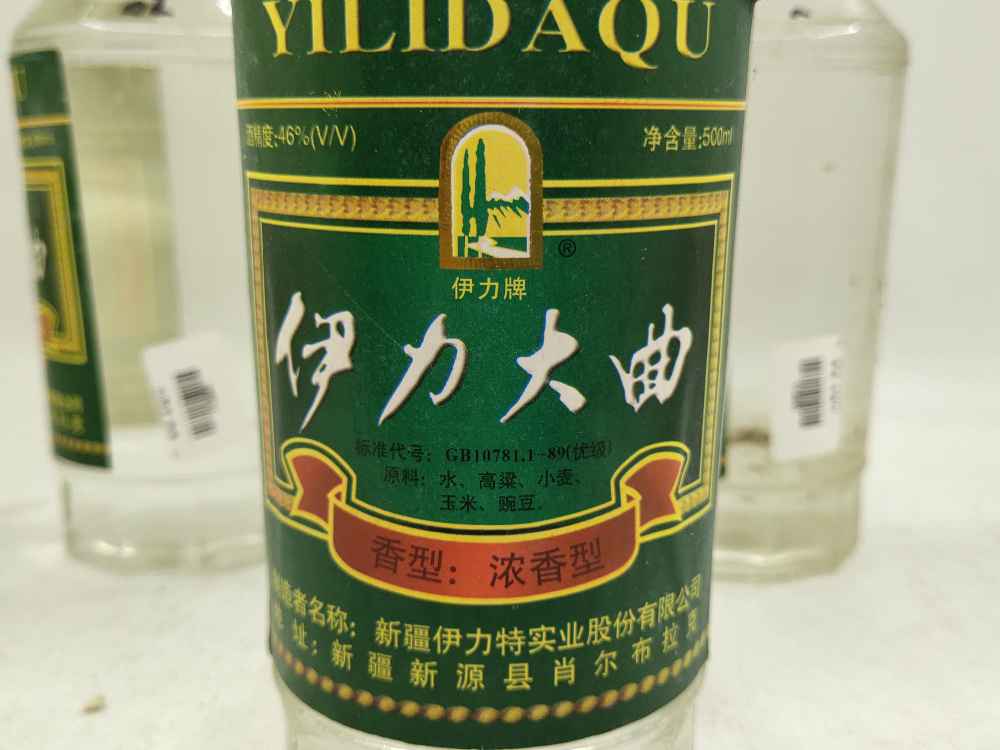 YILIDAQU
酒精度:46%(V/V)
净含量:500ml
®
伊力牌
伊力大曲
标准代号：GB10781.1-89(优级)
原料：水、高粱、小麦、
玉米、豌豆.
香型：浓香型
制造者名称：新疆伊力特实业股份有限公司
地址：新疆新源县肖尔布拉克